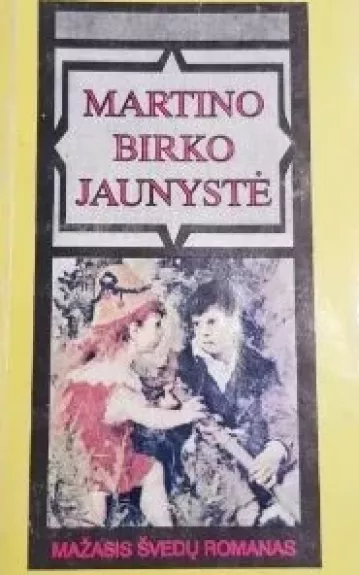 MARTINO
BIRKO
JAUNYSTĖ
MAŽASIS ŠVEDŲ ROMANAS